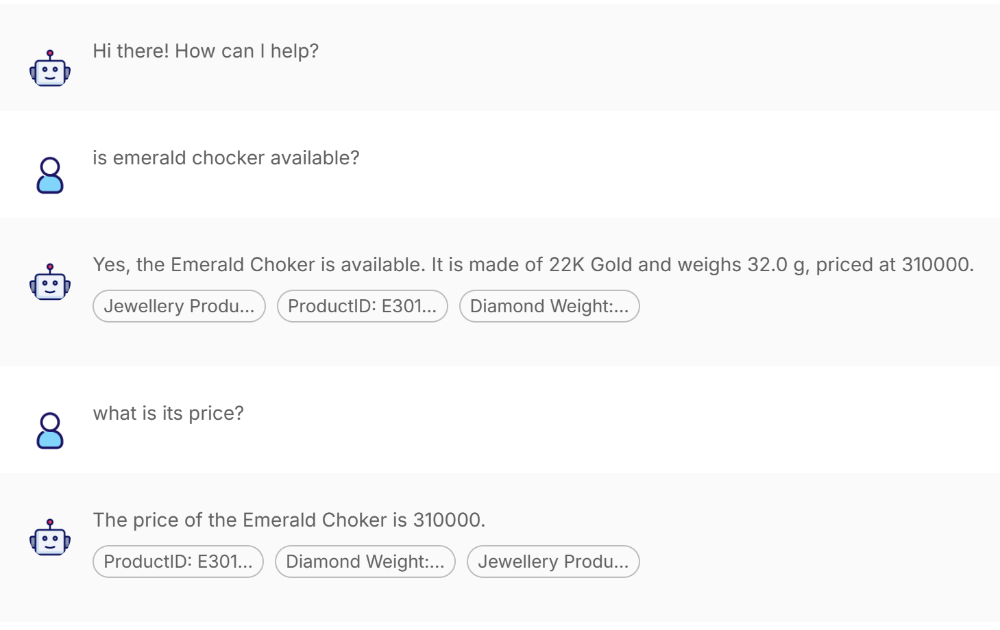 Hi there! How can I help?
is emerald chocker available?
Yes, the Emerald Choker is available. It is made of 22K Gold and weighs 32.0 g, priced at 310000.
Jewellery Produ... ProductID: E301... Diamond Weight:...
what is its price?
The price of the Emerald Choker is 310000.
ProductID: E301... Diamond Weight:... Jewellery Produ...